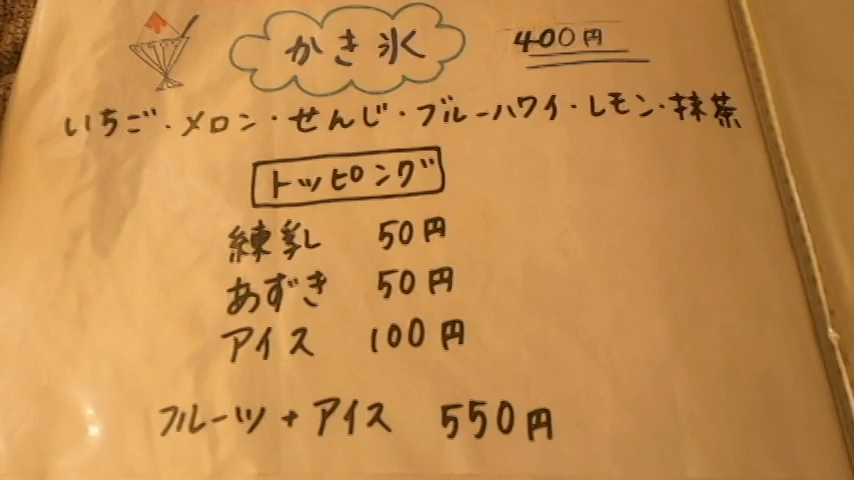 かき氷 400円
いちご・メロン・せんじ・ブルーハワイ・レモン・抹茶
トッピング
練乳 50円
あずき 50円
アイス 100円
フルーツ+アイス 550円